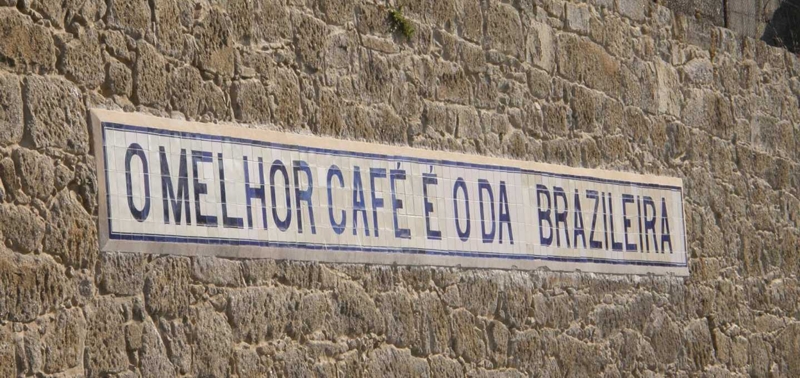 O MELHOR CAFÉ É O DA BRAZILEIRA